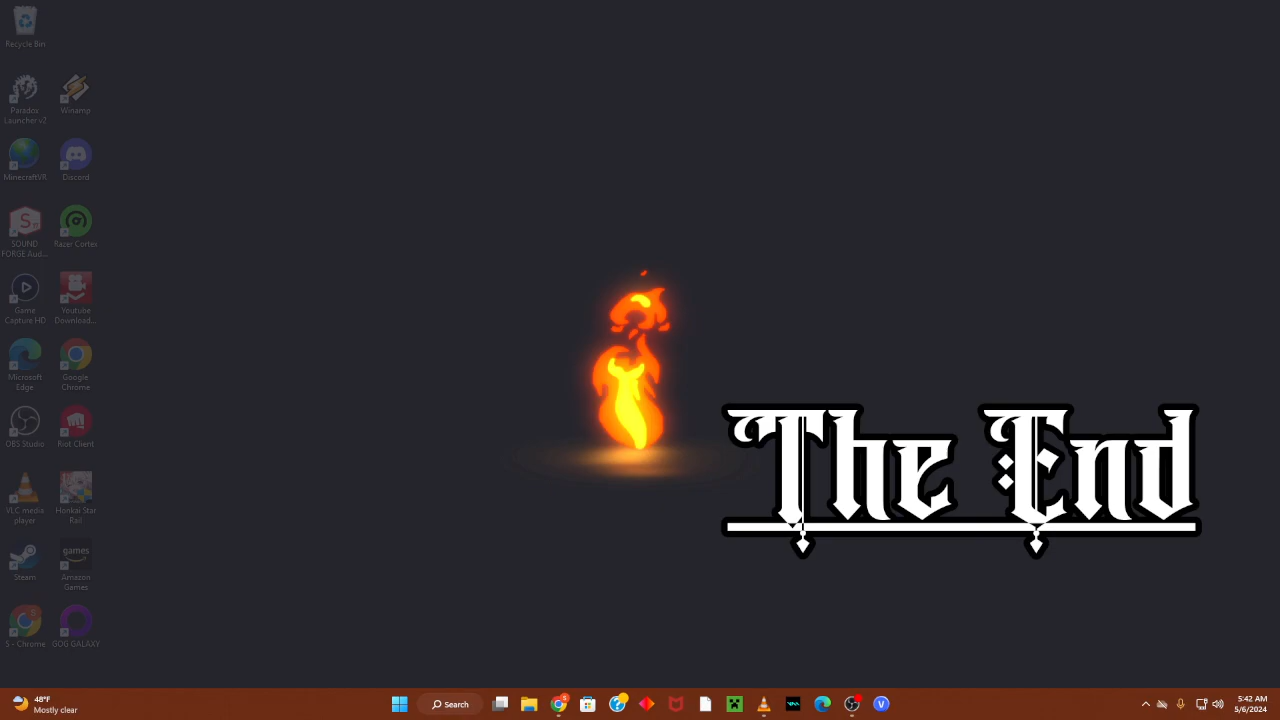 Recycle Bin
Paradox
Launcher v2
Winamp
MinecraftVR
Discord
SOUND
FORGE Aud...
Razer Cortex
Game
Capture HD
Youtube
Download...
Microsoft
Edge
Google
Chrome
OBS Studio
Riot Client
VLC media
player
Honkai Star
Rail
Steam
games
Amazon
Games
S - Chrome
GOG GALAXY
The End
48°F
Mostly clear
Search
5:42 AM
5/6/2024